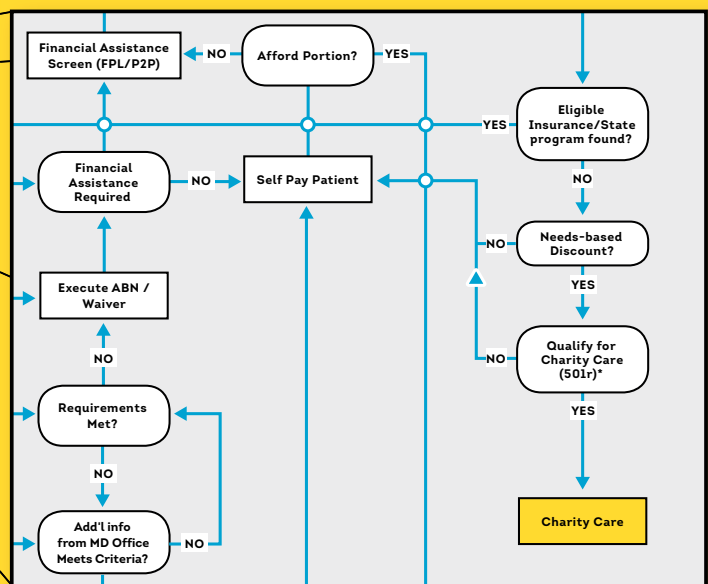 Financial Assistance
Screen (FPL/P2P)
NO
Afford Portion?
YES
YES
Eligible
Insurance/State
program found?
Financial
Assistance
Required
NO
Self Pay Patient
NO
NO
Needs-based
Discount?
YES
Execute ABN /
Waiver
NO
NO
Qualify for
Charity Care
(501r)*
YES
Requirements
Met?
NO
Add'l info
from MD Office
Meets Criteria?
NO
Charity Care